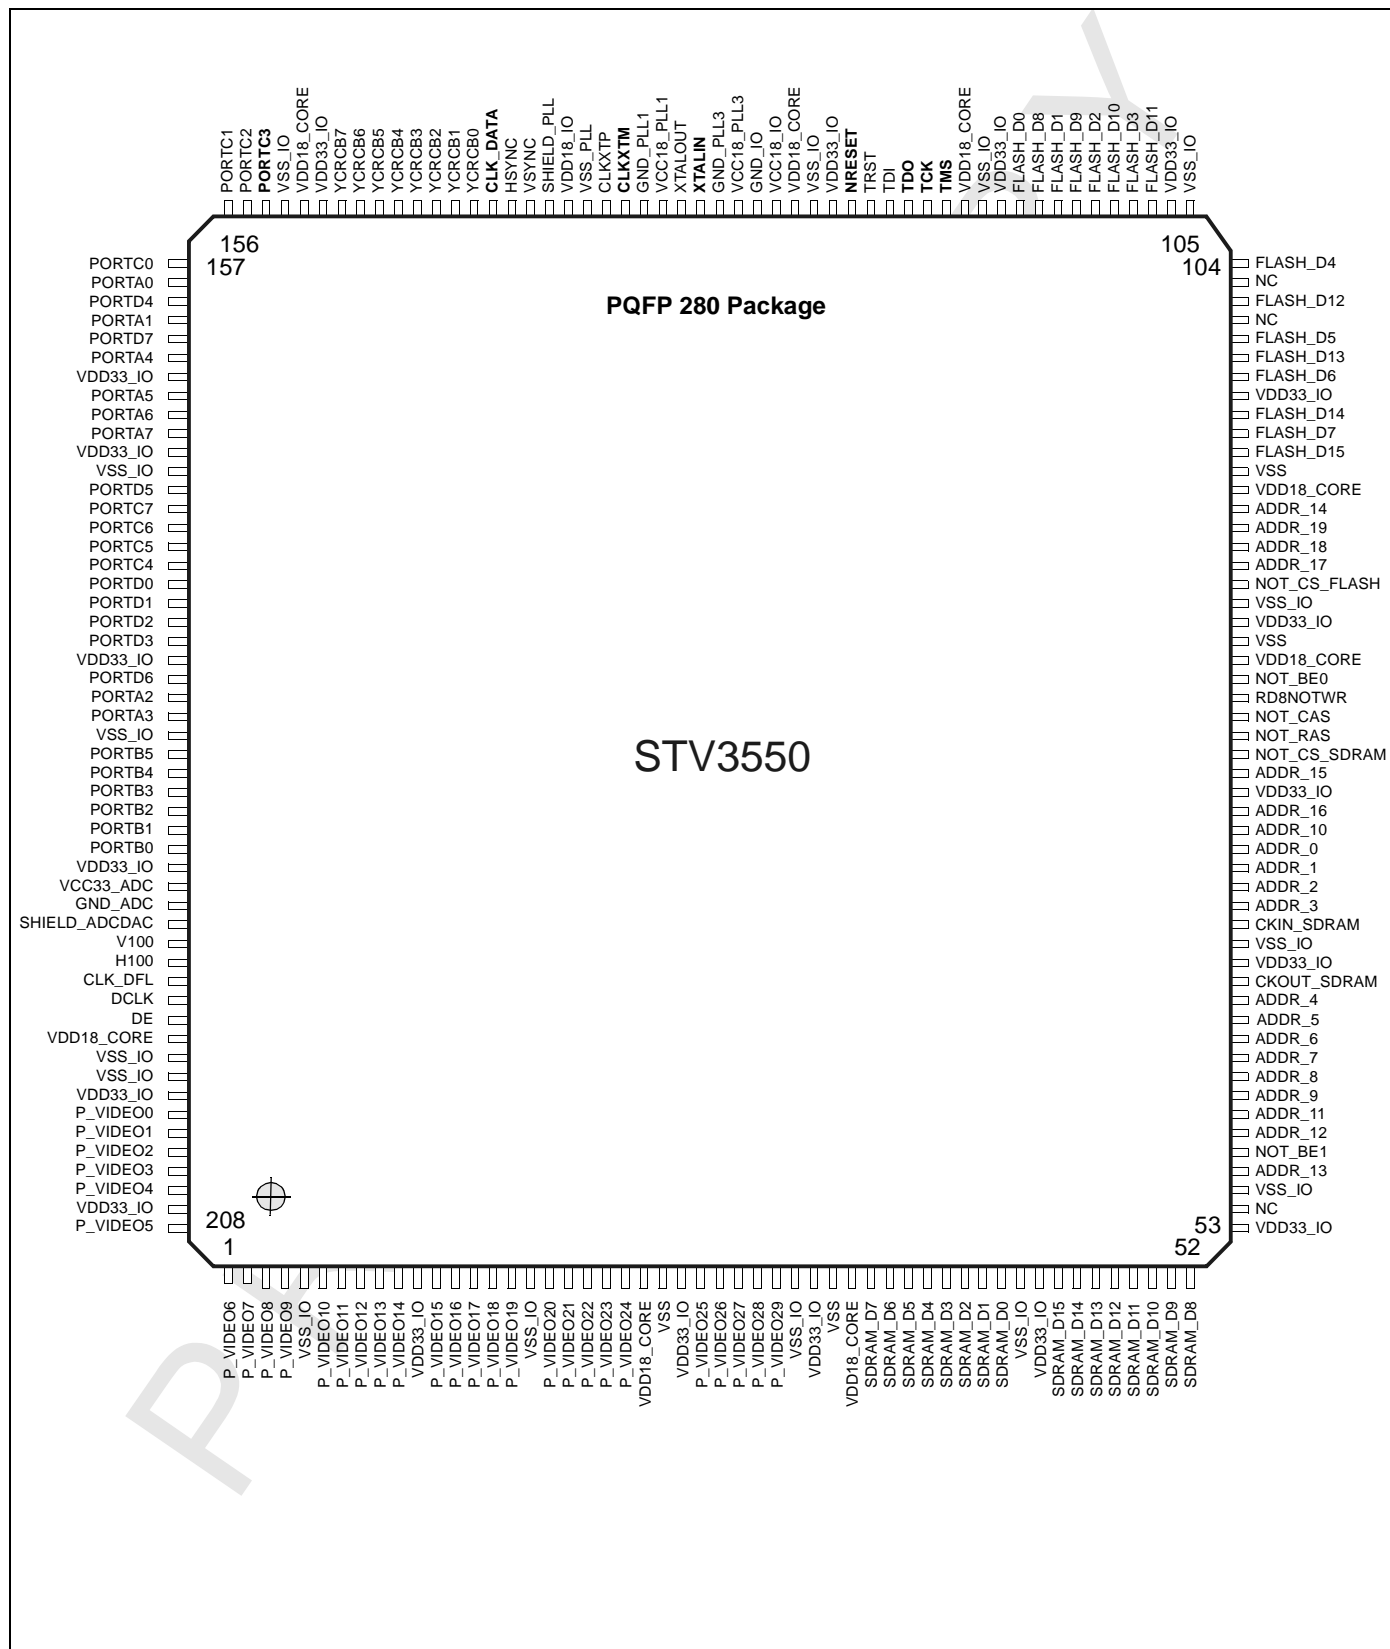 PORTC1
PORTC2
PORTC3
VSS_IO
VDD18_CORE
VDD33_IO
YCRCB7
YCRCB6
YCRCB5
YCRCB4
YCRCB3
YCRCB2
YCRCB1
YCRCB0
CLK_DATA
HSYNC
VSYNC
SHIELD_PLL
VDD18_IO
VSS_PLL
CLKXTP
CLKXTM
GND_PLL1
VCC18_PLL1
XTALOUT
XTALIN
GND_PLL3
VCC18_PLL3
GND_IO
VCC18_IO
VDD18_CORE
VSS_IO
VDD33_IO
NRESET
TRST
TDI
TDO
TCK
TMS
VDD18_CORE
VSS_IO
VDD33_IO
FLASH_D0
FLASH_D8
FLASH_D1
FLASH_D9
FLASH_D2
FLASH_D10
FLASH_D3
FLASH_D11
VDD33_IO
VSS_IO
156
157
105
104
PQFP 280 Package
STV3550
PORTC0
PORTA0
PORTD4
PORTA1
PORTD7
PORTA4
VDD33_IO
PORTA5
PORTA6
PORTA7
VDD33_IO
VSS_IO
PORTD5
PORTC7
PORTC6
PORTC5
PORTC4
PORTD0
PORTD1
PORTD2
PORTD3
VDD33_IO
PORTD6
PORTA2
PORTA3
VSS_IO
PORTB5
PORTB4
PORTB3
PORTB2
PORTB1
PORTB0
VDD33_IO
VCC33_ADC
GND_ADC
SHIELD_ADCDAC
V100
H100
CLK_DFL
DCLK
DE
VDD18_CORE
VSS_IO
VSS_IO
VDD33_IO
P_VIDEO0
P_VIDEO1
P_VIDEO2
P_VIDEO3
P_VIDEO4
VDD33_IO
P_VIDEO5
FLASH_D4
NC
FLASH_D12
NC
FLASH_D5
FLASH_D13
FLASH_D6
VDD33_IO
FLASH_D14
FLASH_D7
FLASH_D15
VSS
VDD18_CORE
ADDR_14
ADDR_19
ADDR_18
ADDR_17
NOT_CS_FLASH
VSS_IO
VDD33_IO
VSS
VDD18_CORE
NOT_BE0
RD8NOTWR
NOT_CAS
NOT_RAS
NOT_CS_SDRAM
ADDR_15
VDD33_IO
ADDR_16
ADDR_10
ADDR_0
ADDR_1
ADDR_2
ADDR_3
CKIN_SDRAM
VSS_IO
VDD33_IO
CKOUT_SDRAM
ADDR_4
ADDR_5
ADDR_6
ADDR_7
ADDR_8
ADDR_9
ADDR_11
ADDR_12
NOT_BE1
ADDR_13
VSS_IO
NC
VDD33_IO
208
1
53
52
P_VIDEO6
P_VIDEO7
P_VIDEO8
P_VIDEO9
VSS_IO
P_VIDEO10
P_VIDEO11
P_VIDEO12
P_VIDEO13
P_VIDEO14
VDD33_IO
P_VIDEO15
P_VIDEO16
P_VIDEO17
P_VIDEO18
P_VIDEO19
VSS_IO
P_VIDEO20
P_VIDEO21
P_VIDEO22
P_VIDEO23
P_VIDEO24
VDD18_CORE
VSS
VDD33_IO
P_VIDEO25
P_VIDEO26
P_VIDEO27
P_VIDEO28
P_VIDEO29
VSS_IO
VDD33_IO
VSS
VDD18_CORE
SDRAM_D7
SDRAM_D6
SDRAM_D5
SDRAM_D4
SDRAM_D3
SDRAM_D2
SDRAM_D1
SDRAM_D0
VSS_IO
VDD33_IO
SDRAM_D15
SDRAM_D14
SDRAM_D13
SDRAM_D12
SDRAM_D11
SDRAM_D10
SDRAM_D9
SDRAM_D8